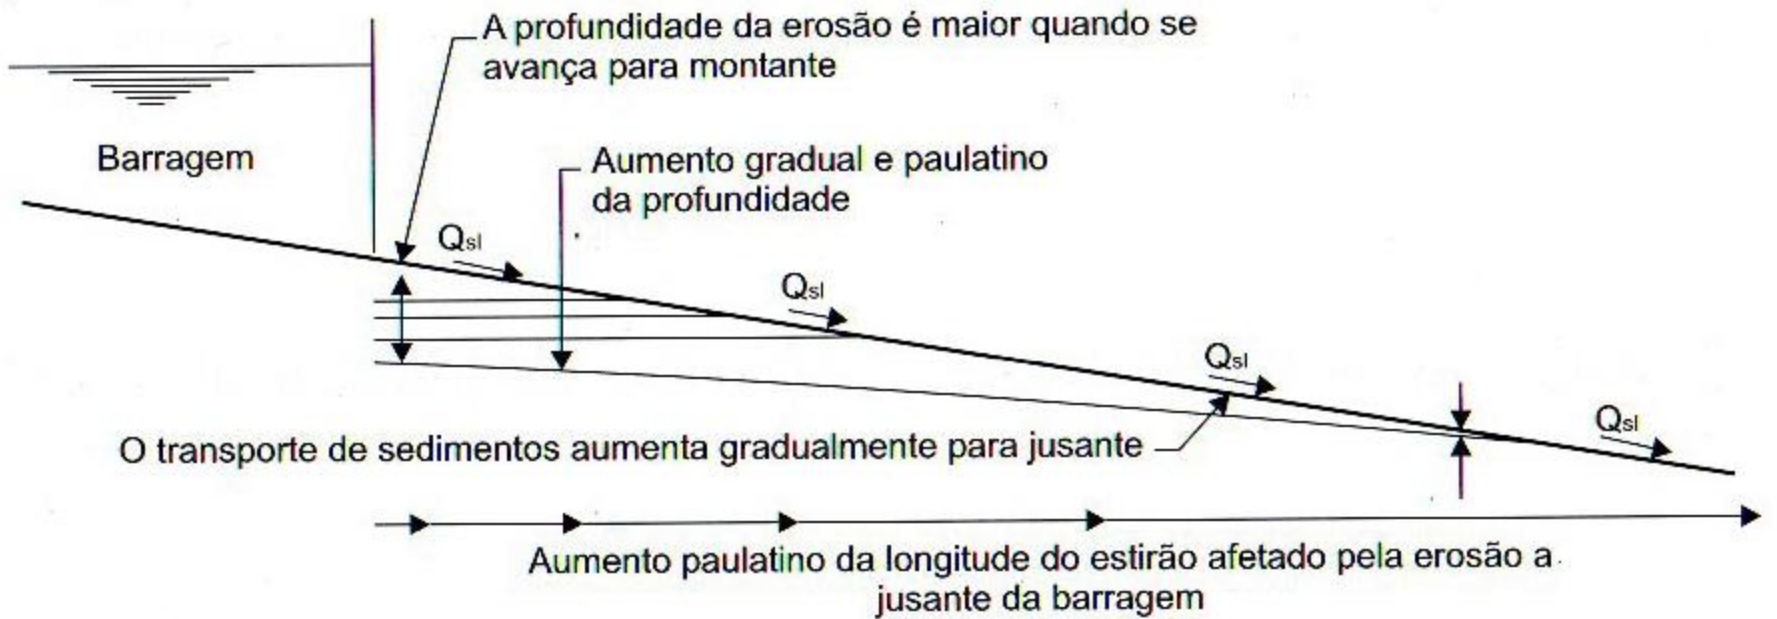 A profundidade da erosão é maior quando se
avança para montante
Barragem
Aumento gradual e paulatino
da profundidade
Qsl
Qsl
Qsl
Qsl
O transporte de sedimentos aumenta gradualmente para jusante
Aumento paulatino da longitude do estirão afetado pela erosão a
jusante da barragem